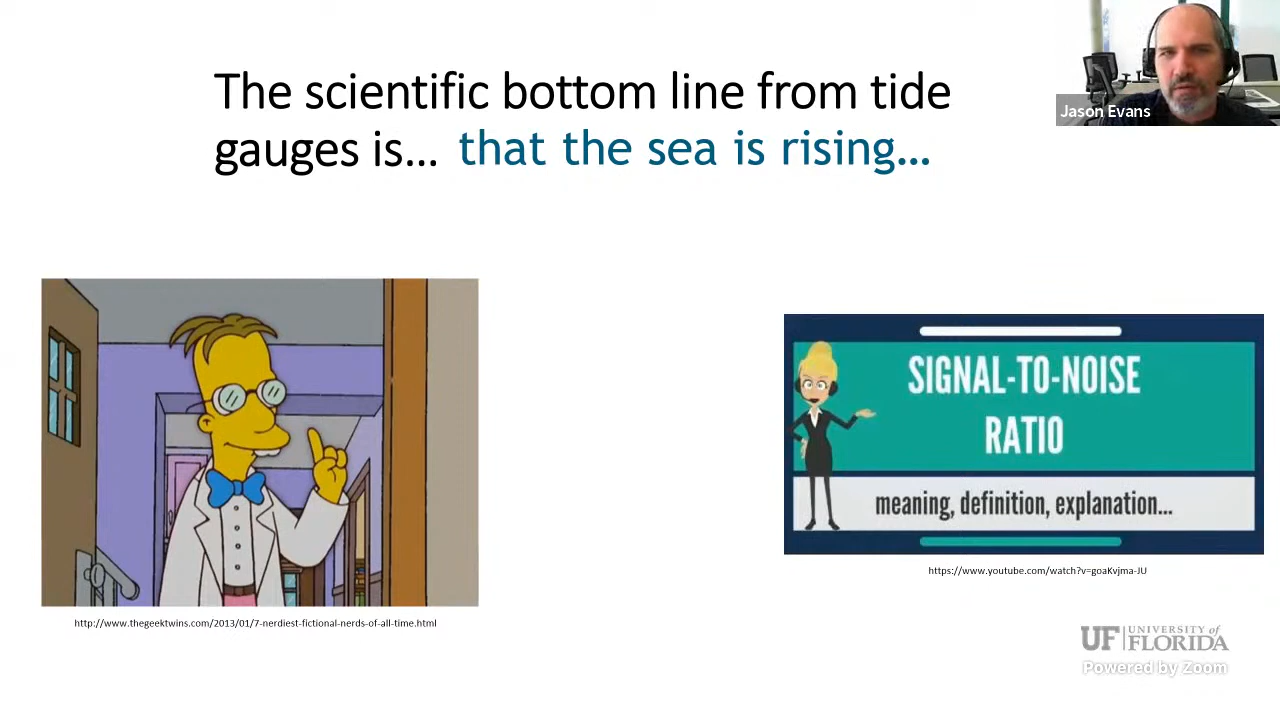 The scientific bottom line from tide
gauges is... that the sea is rising...
Jason Evans
SIGNAL-TO-NOISE
RATIO
meaning, definition, explanation...
https://www.youtube.com/watch?v=goaKvjma-JU
http://www.thegeektwins.com/2013/01/7-nerdiest-fictional-nerds-of-all-time.html
UF UNIVERSITY of
FLORIDA
Powered by Zoom